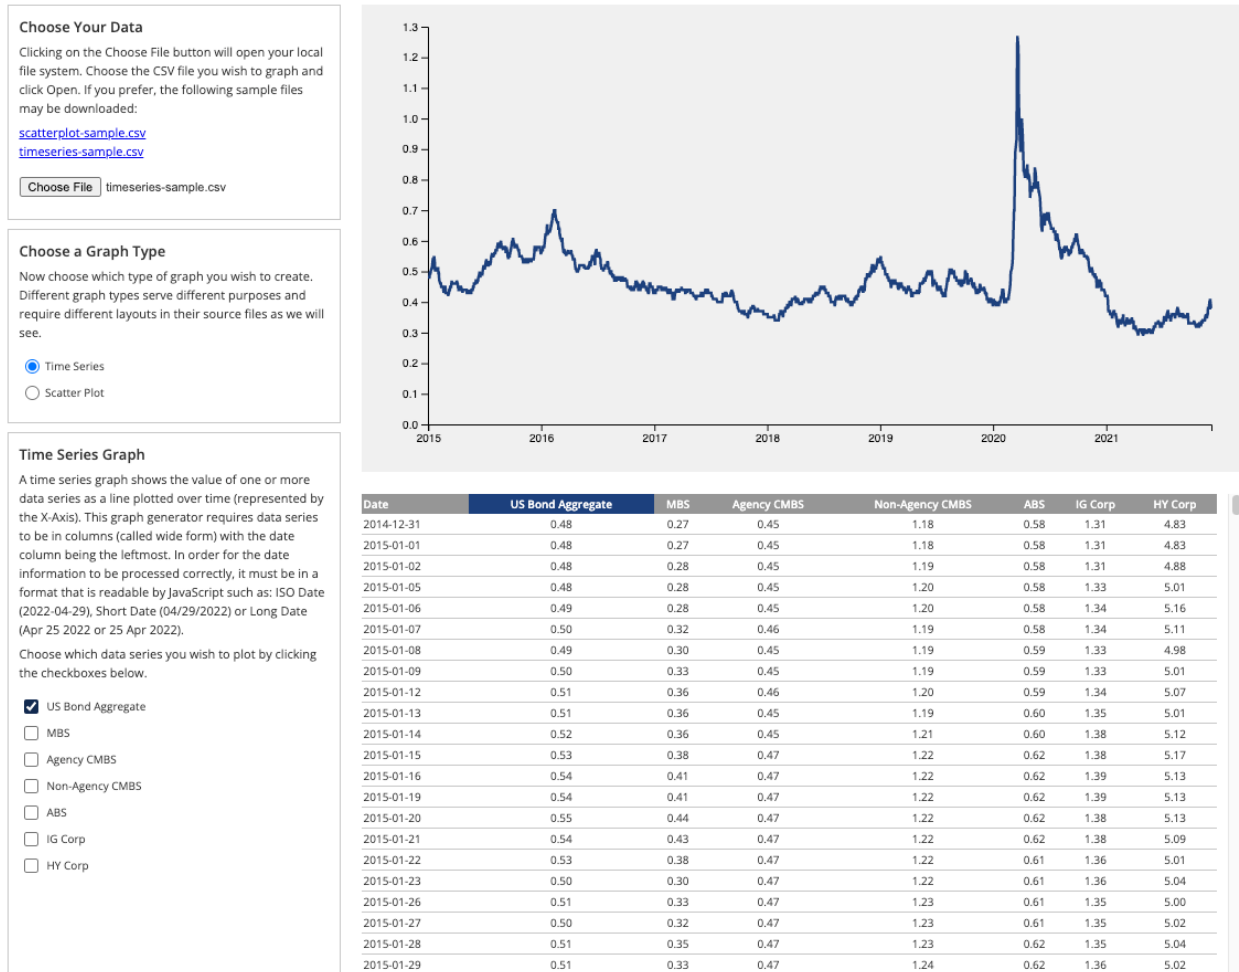 Choose Your Data
Clicking on the Choose File button will open your local
file system. Choose the CSV file you wish to graph and
click Open. If you prefer, the following sample files
may be downloaded:
scatterplot-sample.csv
timeseries-sample.csv
Choose File timeseries-sample.csv
Choose a Graph Type
Now choose which type of graph you wish to create.
Different graph types serve different purposes and
require different layouts in their source files as we will
see.
Time Series
Scatter Plot
Time Series Graph
A time series graph shows the value of one or more
data series as a line plotted over time (represented by
the X-Axis). This graph generator requires data series
to be in columns (called wide form) with the date
column being the leftmost. In order for the date
information to be processed correctly, it must be in a
format that is readable by JavaScript such as: ISO Date
(2022-04-29), Short Date (04/29/2022) or Long Date
(Apr 25 2022 or 25 Apr 2022).
Choose which data series you wish to plot by clicking
the checkboxes below.
US Bond Aggregate
MBS
Agency CMBS
Non-Agency CMBS
ABS
IG Corp
HY Corp
1.3
1.2
1.1
1.0
0.9
0.8
0.7
0.6
0.5
0.4
0.3
0.2
0.1
0.0
2015 2016 2017 2018 2019 2020 2021
Date US Bond Aggregate MBS Agency CMBS Non-Agency CMBS ABS IG Corp HY Corp
2014-12-31 0.48 0.27 0.45 1.18 0.58 1.31 4.83
2015-01-01 0.48 0.27 0.45 1.18 0.58 1.31 4.83
2015-01-02 0.48 0.28 0.45 1.19 0.58 1.31 4.88
2015-01-05 0.48 0.28 0.45 1.20 0.58 1.33 5.01
2015-01-06 0.49 0.28 0.45 1.20 0.58 1.34 5.16
2015-01-07 0.50 0.32 0.46 1.19 0.58 1.34 5.11
2015-01-08 0.49 0.30 0.45 1.19 0.59 1.33 4.98
2015-01-09 0.50 0.33 0.45 1.19 0.59 1.33 5.01
2015-01-12 0.51 0.36 0.46 1.20 0.59 1.34 5.07
2015-01-13 0.51 0.36 0.45 1.19 0.60 1.35 5.01
2015-01-14 0.52 0.36 0.45 1.21 0.60 1.38 5.12
2015-01-15 0.53 0.38 0.47 1.22 0.62 1.38 5.17
2015-01-16 0.54 0.41 0.47 1.22 0.62 1.39 5.13
2015-01-19 0.54 0.41 0.47 1.22 0.62 1.39 5.13
2015-01-20 0.55 0.44 0.47 1.22 0.62 1.38 5.13
2015-01-21 0.54 0.43 0.47 1.22 0.62 1.38 5.09
2015-01-22 0.53 0.38 0.47 1.22 0.61 1.36 5.01
2015-01-23 0.50 0.30 0.47 1.22 0.61 1.36 5.04
2015-01-26 0.51 0.33 0.47 1.23 0.61 1.35 5.00
2015-01-27 0.50 0.32 0.47 1.23 0.61 1.35 5.02
2015-01-28 0.51 0.35 0.47 1.23 0.62 1.35 5.04
2015-01-29 0.51 0.33 0.47 1.24 0.62 1.36 5.02